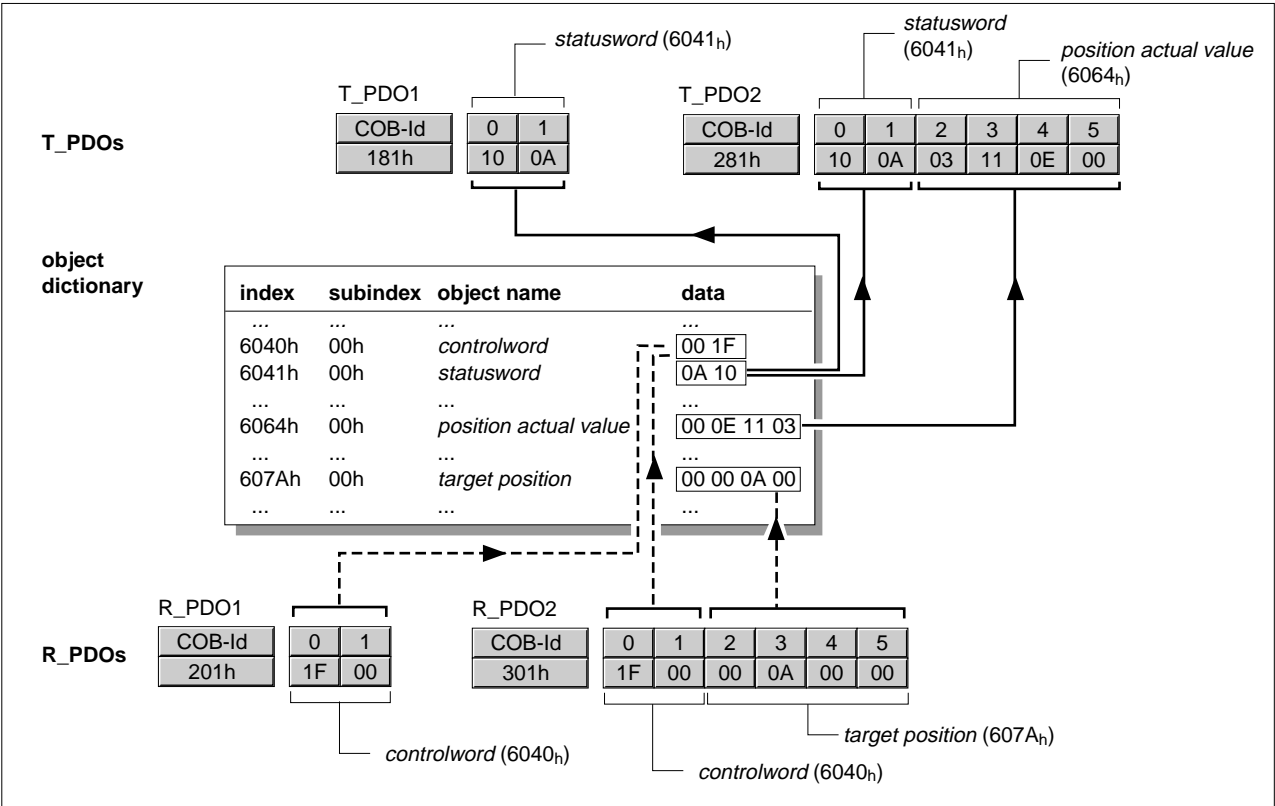 statusword (6041h)
statusword
(6041h)
position actual value
(6064h)
T_PDOs
T_PDO1
COB-Id 0 1
181h 10 0A
T_PDO2
COB-Id 0 1 2 3 4 5
281h 10 0A 03 11 0E 00
object
dictionary
index subindex object name data
... ... ... ...
6040h 00h controlword 00 1F
6041h 00h statusword 0A 10
... ... ... ...
6064h 00h position actual value 00 0E 11 03
... ... ... ...
607Ah 00h target position 00 00 0A 00
... ... ... ...
R_PDOs
R_PDO1
COB-Id 0 1
201h 1F 00
R_PDO2
COB-Id 0 1 2 3 4 5
301h 1F 00 00 0A 00 00
controlword (6040h)
target position (607Ah)
controlword (6040h)